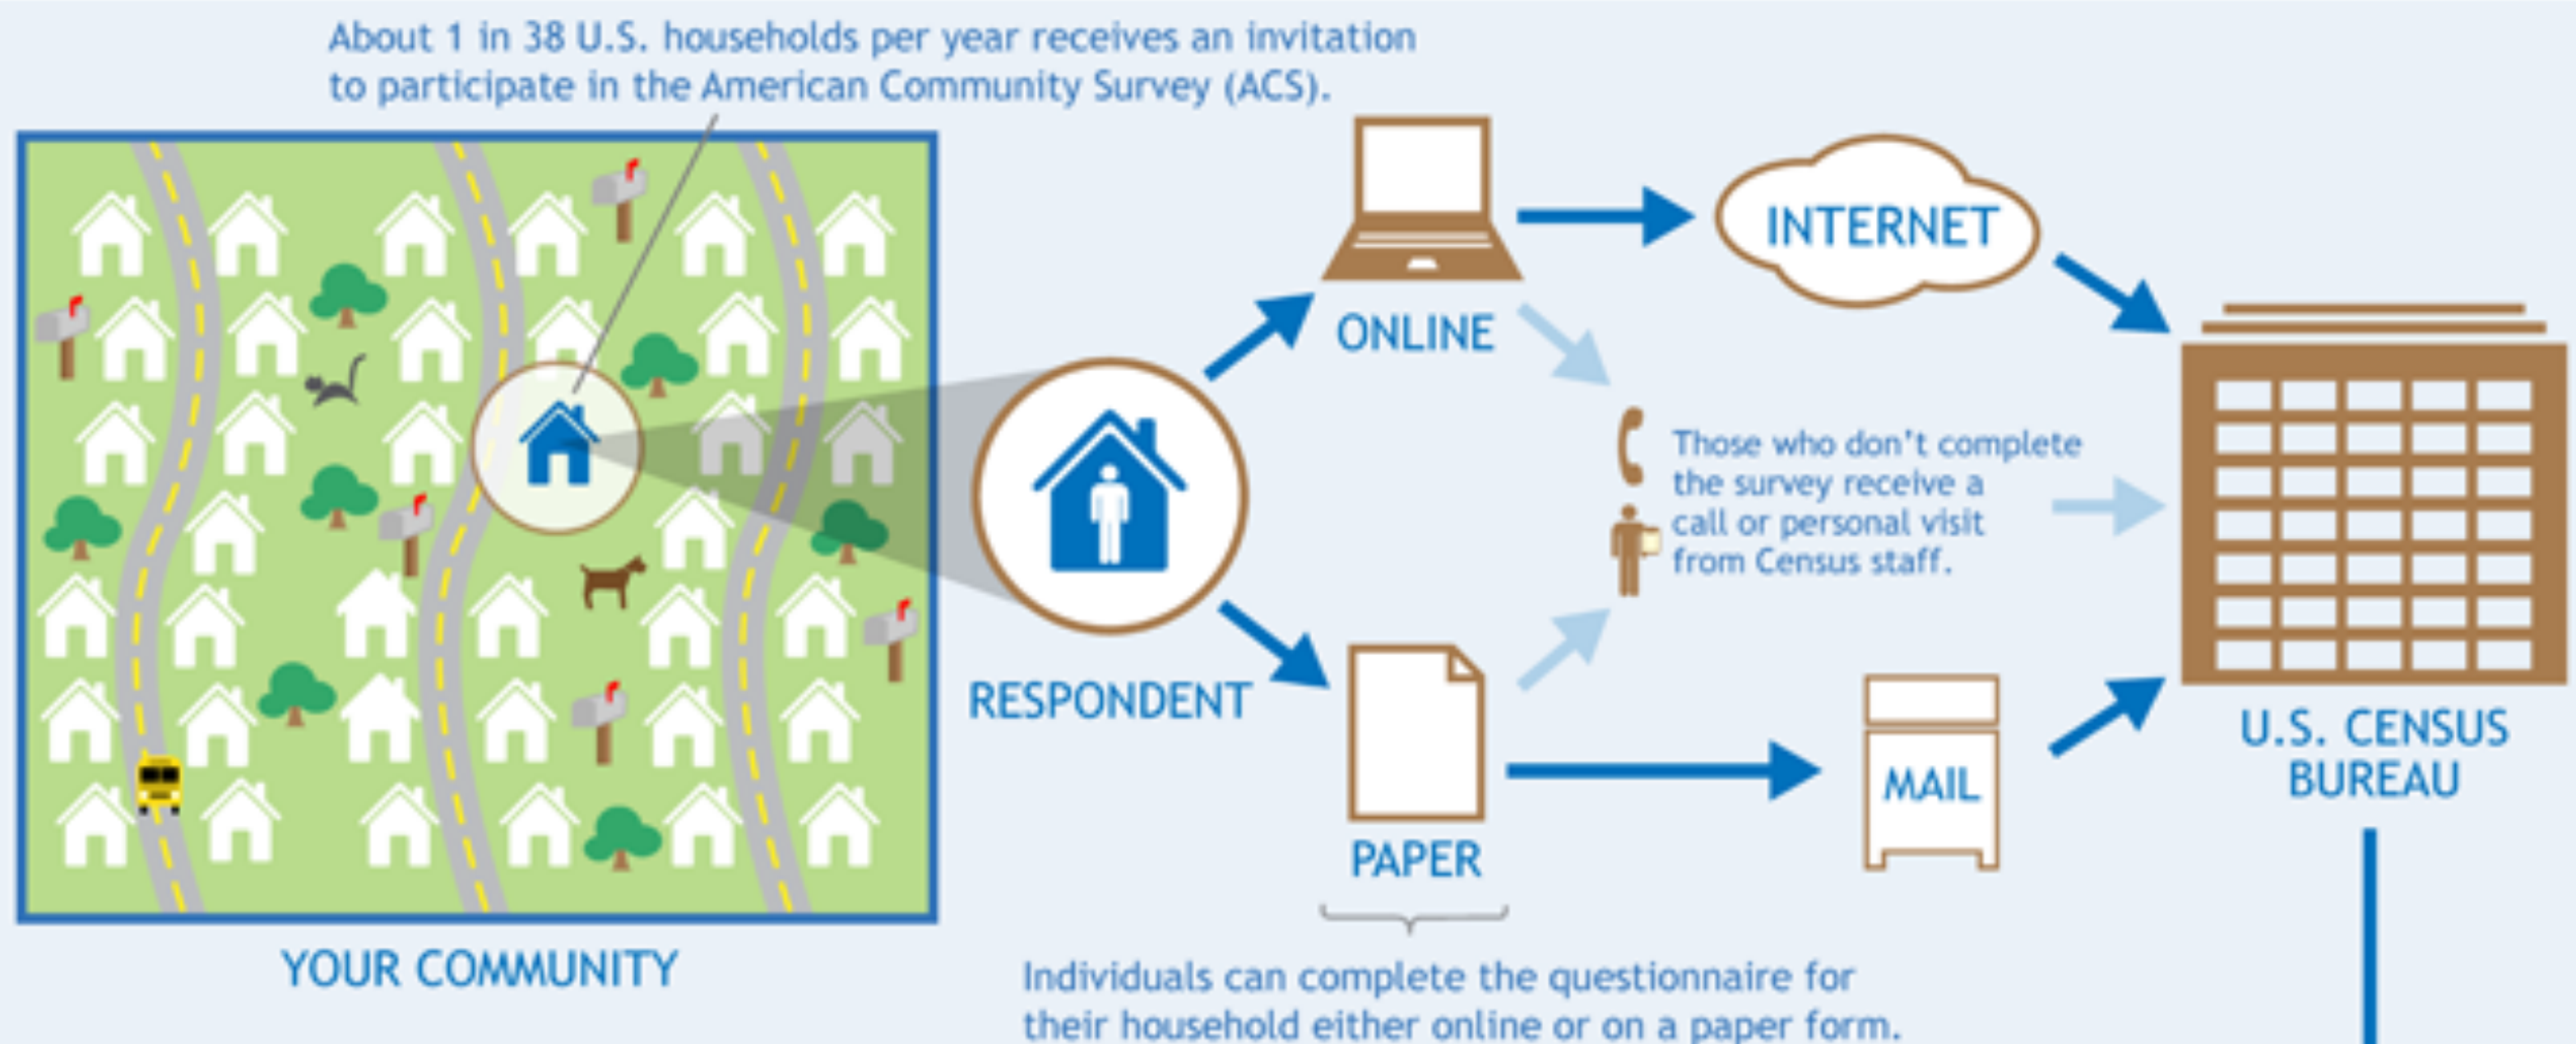 About 1 in 38 U.S. households per year receives an invitation
to participate in the American Community Survey (ACS).
INTERNET
ONLINE
Those who don't complete
the survey receive a
call or personal visit
from Census staff.
RESPONDENT
U.S. CENSUS
BUREAU
MAIL
PAPER
YOUR COMMUNITY
Individuals can complete the questionnaire for
their household either online or on a paper form.